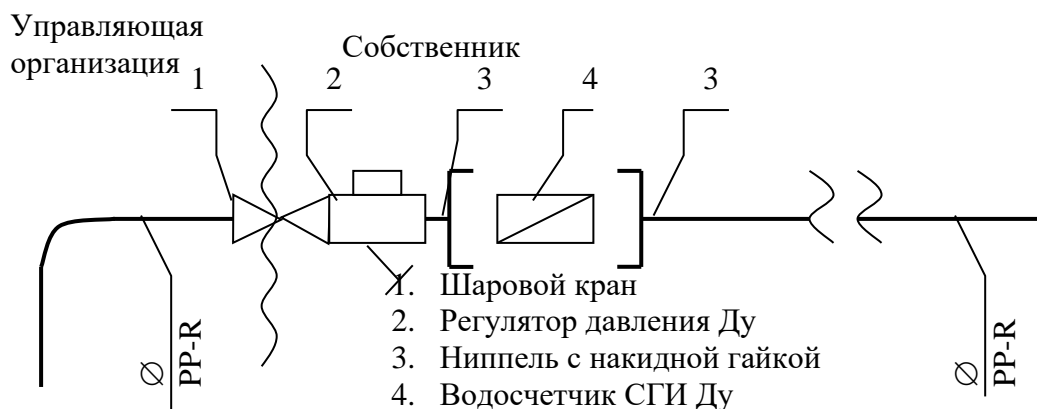 Управляющая
организация
Собственник
1 2 3 4 3
1. Шаровой кран
2. Регулятор давления Ду
3. Ниппель с накидной гайкой
4. Водосчетчик СГИ Ду
∅ PP-R
∅ PP-R